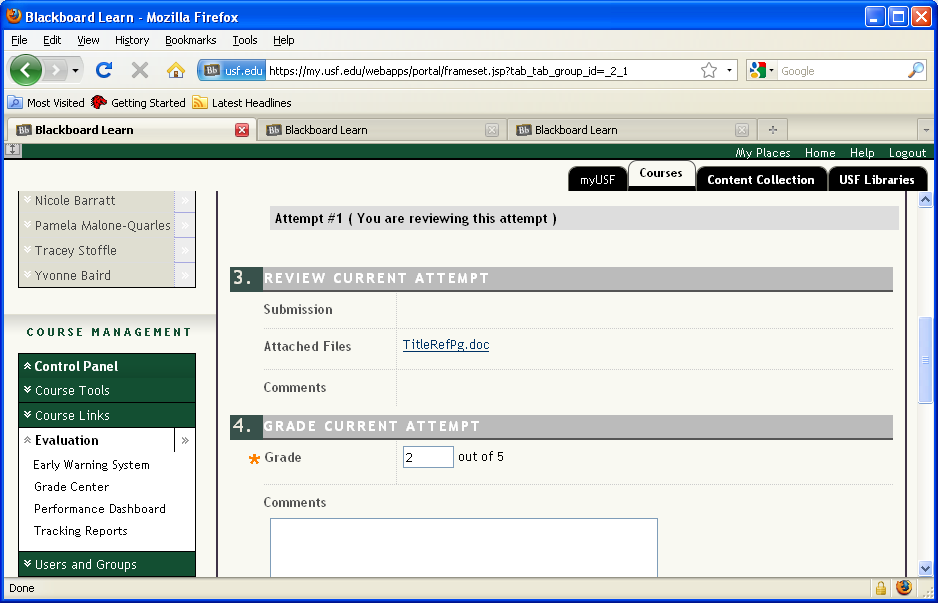 Blackboard Learn - Mozilla Firefox
File Edit View History Bookmarks Tools Help
Bb usf.edu https://my.usf.edu/webapps/portal/frameset.jsp?tab_tab_group_id=_2_1 Google
Most Visited Getting Started Latest Headlines
Bb Blackboard Learn Bb Blackboard Learn Bb Blackboard Learn
My Places Home Help Logout
myUSF Courses Content Collection USF Libraries
Nicole Barratt
Pamela Malone-Quarles
Tracey Stoffle
Yvonne Baird
COURSE MANAGEMENT
Control Panel
Course Tools
Course Links
Evaluation
Early Warning System
Grade Center
Performance Dashboard
Tracking Reports
Users and Groups
Attempt #1 ( You are reviewing this attempt )
3. REVIEW CURRENT ATTEMPT
Submission
Attached Files TitleRefPg.doc
Comments
4. GRADE CURRENT ATTEMPT
* Grade 2 out of 5
Comments
Done